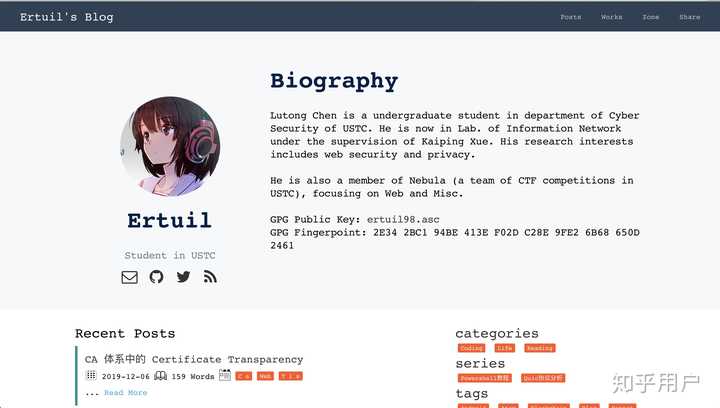 Ertuil's Blog
Posts Works Zone Share
Biography
Lutong Chen is a undergraduate student in department of Cyber
Security of USTC. He is now in Lab. of Information Network
under the supervision of Kaiping Xue. His research interests
includes web security and privacy.
He is also a member of Nebula (a team of CTF competitions in
USTC), focusing on Web and Misc.
GPG Public Key: ertuil98.asc
GPG Fingerpoint: 2E34 2BC1 94BE 413E F02D C28E 9FE2 6B68 650D
2461
Ertuil
Student in USTC
Recent Posts
CA 体系中的 Certificate Transparency
2019-12-06 159 Words Web
... Read More
categories
Coding Life Reading
series
Powershell教程 Quic协议分析
tags
知乎用户